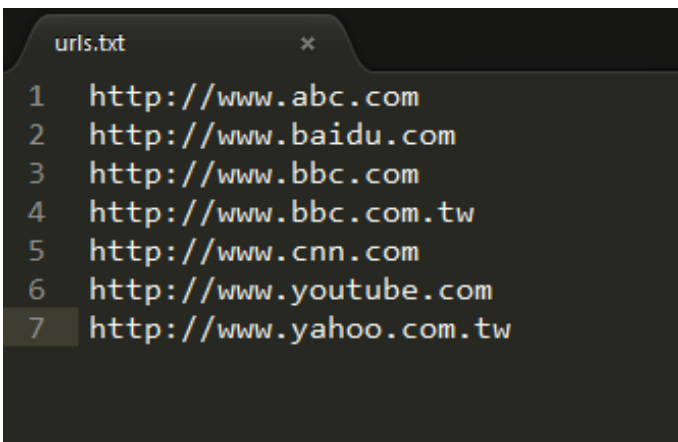 urls.txt ×
1 http://www.abc.com
2 http://www.baidu.com
3 http://www.bbc.com
4 http://www.bbc.com.tw
5 http://www.cnn.com
6 http://www.youtube.com
7 http://www.yahoo.com.tw